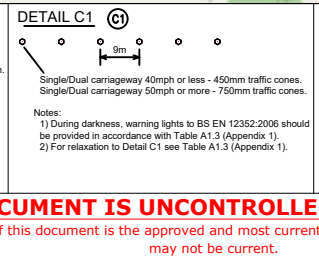 DETAIL C1 C1
9m
n.
Single/Dual carriageway 40mph or less - 450mm traffic cones.
Single/Dual carriageway 50mph or more - 750mm traffic cones.
Notes:
1) During darkness, warning lights to BS EN 12352:2006 should
be provided in accordance with Table A1.3 (Appendix 1).
2) For relaxation to Detail C1 see Table A1.3 (Appendix 1).
CUMENT IS UNCONTROLLE
f this document is the approved and most current
may not be current.